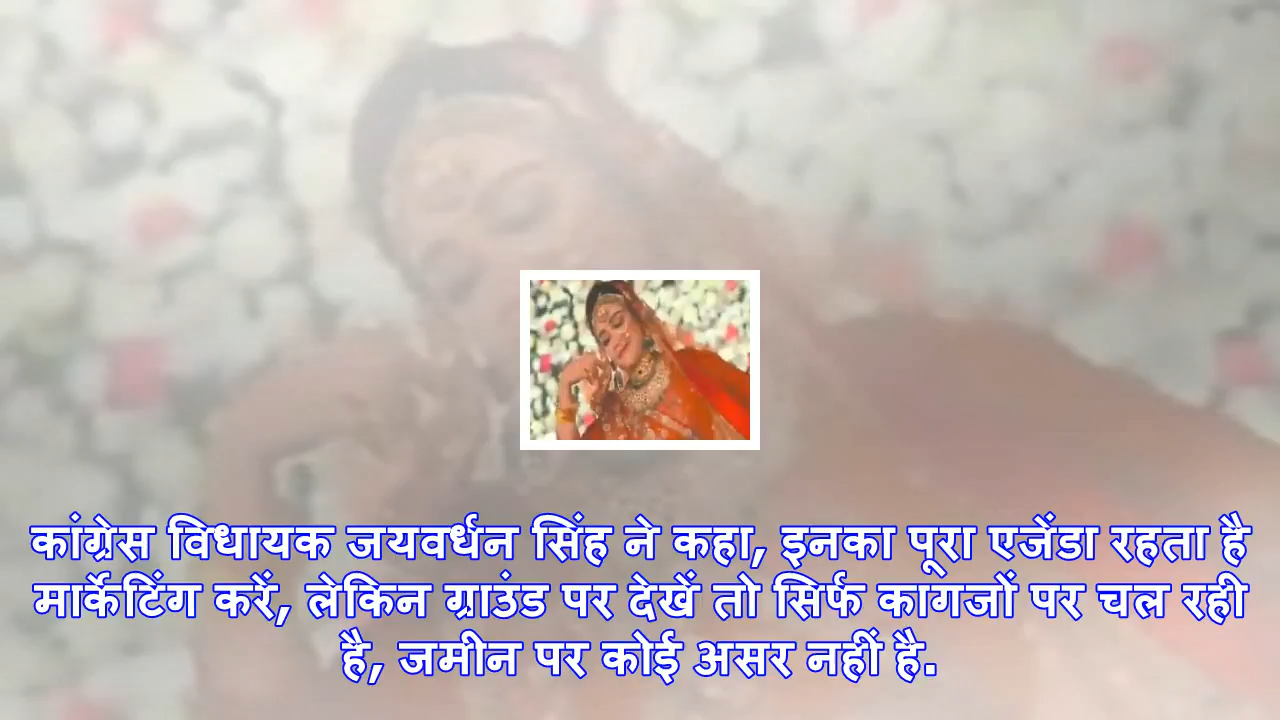 कांग्रेस विधायक जयवर्धन सिंह ने कहा, इनका पूरा एजेंडा रहता है
मार्केटिंग करें, लेकिन ग्राउंड पर देखें तो सिर्फ कागजों पर चल रही
है, जमीन पर कोई असर नहीं है.